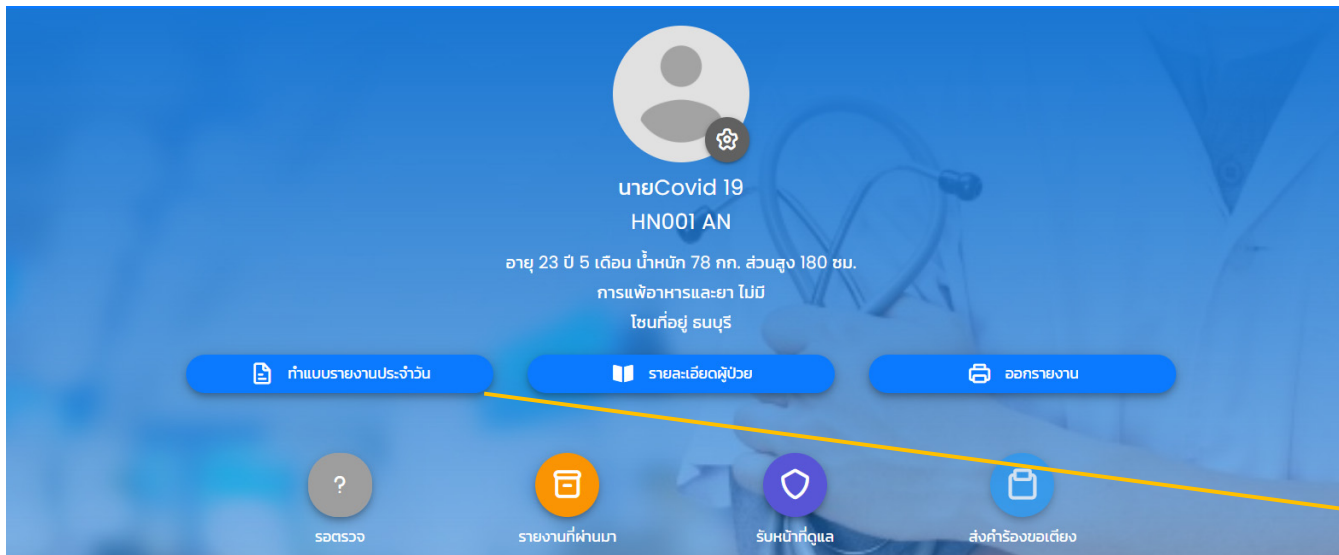 นายCovid 19
HN001 AN
อายุ 23 ปี 5 เดือน น้ำหนัก 78 กก. ส่วนสูง 180 ซม.
การแพ้อาหารและยา ไม่มี
โซนที่อยู่ ธนบุรี
ทำแบบรายงานประจำวัน
รายละเอียดผู้ป่วย
ออกรายงาน
?
รอตรวจ
รายงานที่ผ่านมา
รับหน้าที่ดูแล
ส่งคำร้องขอเตียง